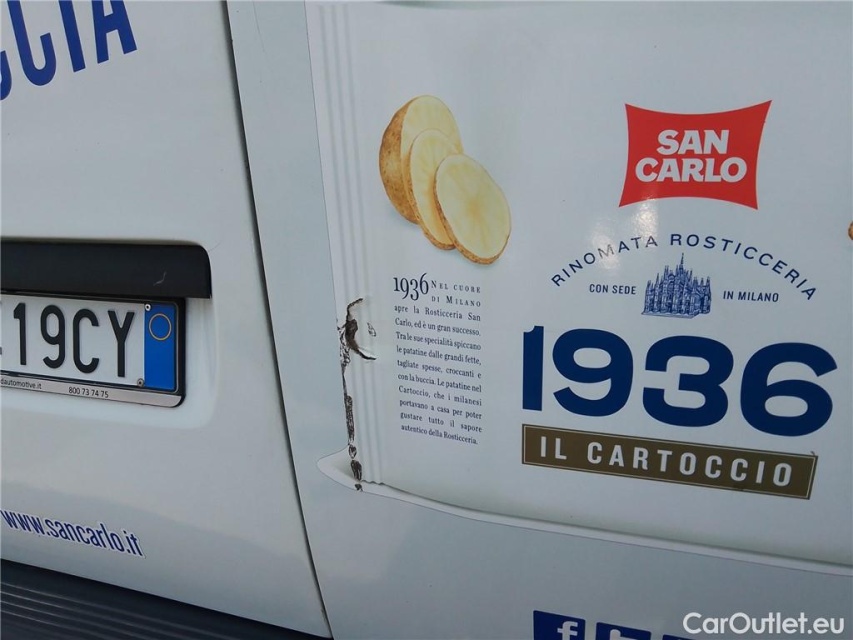 CCIA
SAN
CARLO
RINOMATA ROSTICCERIA
CON SEDE IN MILANO
1936
IL CARTOCCIO
1936 NEL CUORE
DI MILANO
apre la Rosticceria San
Carlo, ed è un gran successo.
Tra le sue specialità spiccano
le patatine dalle grandi fette,
tagliate spesse, croccanti e
con la buccia. Le patatine nel
Cartoccio, che i milanesi
portavano a casa per poter
gustare tutto il sapore
autentico della Rosticceria.
19CY
dautomotive.it 800 73 74 75
www.sancarlo.it
f
CarOutlet.eu